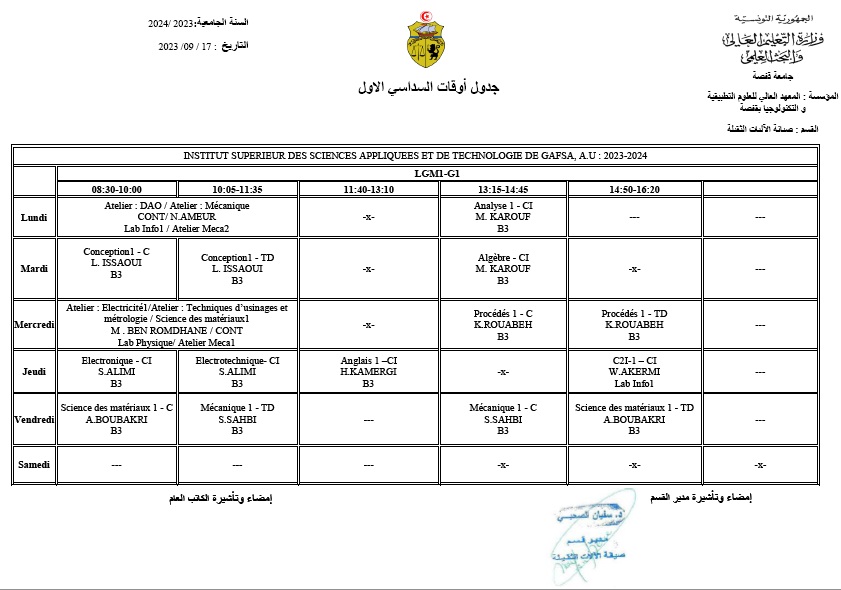 السنة الجامعية:2023/ 2024
التاريخ : 17 / 09/ 2023
الجمهورية التونسية
وزارة التعليم العالي
والبحث العلمي
جامعة قفصة
المؤسسة : المعهد العالي للعلوم التطبيقية
و التكنولوجيا بقفصة
القسم : صيانة الآليات الثقيلة
جدول أوقات السداسي الاول
INSTITUT SUPERIEUR DES SCIENCES APPLIQUEES ET DE TECHNOLOGIE DE GAFSA, A.U : 2023-2024
LGM1-G1
08:30-10:00 10:05-11:35 11:40-13:10 13:15-14:45 14:50-16:20
Lundi
Atelier : DAO / Atelier : Mécanique
CONT/ N.AMEUR
Lab Info1 / Atelier Meca2
-x-
Analyse 1 - CI
M. KAROUF
B3
---
---
Mardi
Conception1 - C
L. ISSAOUI
B3
Conception1 - TD
L. ISSAOUI
B3
-x-
Algèbre - CI
M. KAROUF
B3
-x-
---
Mercredi
Atelier : Electricité1/Atelier : Techniques d’usinages et
métrologie / Science des matériaux1
M . BEN ROMDHANE / CONT
Lab Physique/ Atelier Meca1
-x-
Procédés 1 - C
K.ROUABEH
B3
Procédés 1 - TD
K.ROUABEH
B3
---
Jeudi
Electronique - CI
S.ALIMI
B3
Electrotechnique- CI
S.ALIMI
B3
Anglais 1 –CI
H.KAMERGI
B3
-x-
C2I-1 – CI
W.AKERMI
Lab Info1
---
Vendredi
Science des matériaux 1 - C
A.BOUBAKRI
B3
Mécanique 1 - TD
S.SAHBI
B3
---
Mécanique 1 - C
S.SAHBI
B3
Science des matériaux 1 - TD
A.BOUBAKRI
B3
---
Samedi
---
---
---
-x-
-x-
-x-
إمضاء وتأشيرة مدير القسم
إمضاء وتأشيرة الكاتب العام
د. سفيان الصحبي
مدير قسم
صيانة الآلات الثقيلة